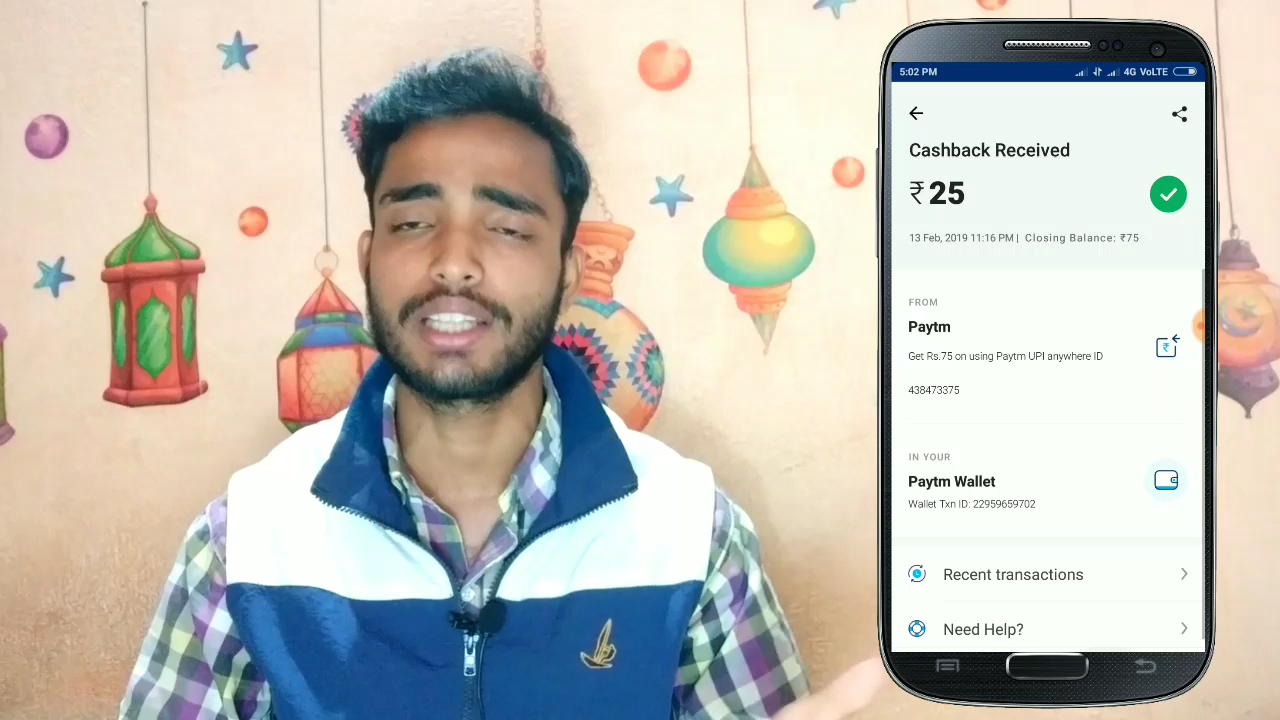 5:02 PM
4G VoLTE
Cashback Received
₹25
13 Feb, 2019 11:16 PM | Closing Balance: ₹75
FROM
Paytm
Get Rs.75 on using Paytm UPI anywhere ID
438473375
IN YOUR
Paytm Wallet
Wallet Txn ID: 22959659702
Recent transactions
Need Help?